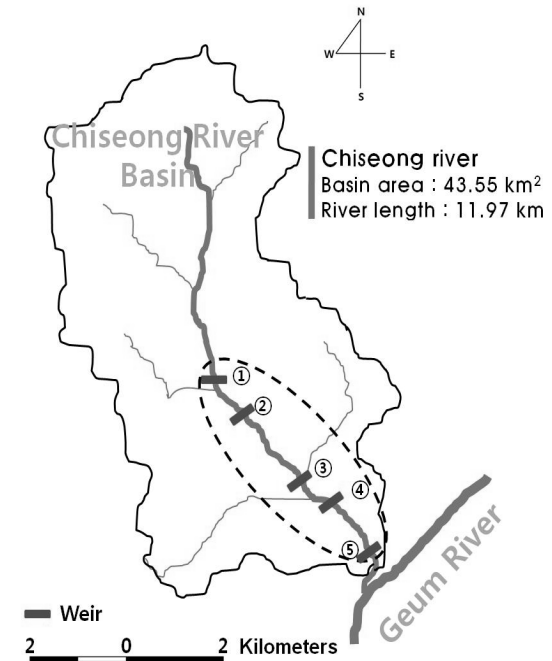 N
W E
S
Chiseong River
Basin
Chiseong river
Basin area : 43.55 km²
River length : 11.97 km
①
②
③
④
⑤
Geum River
Weir
2 0 2 Kilometers